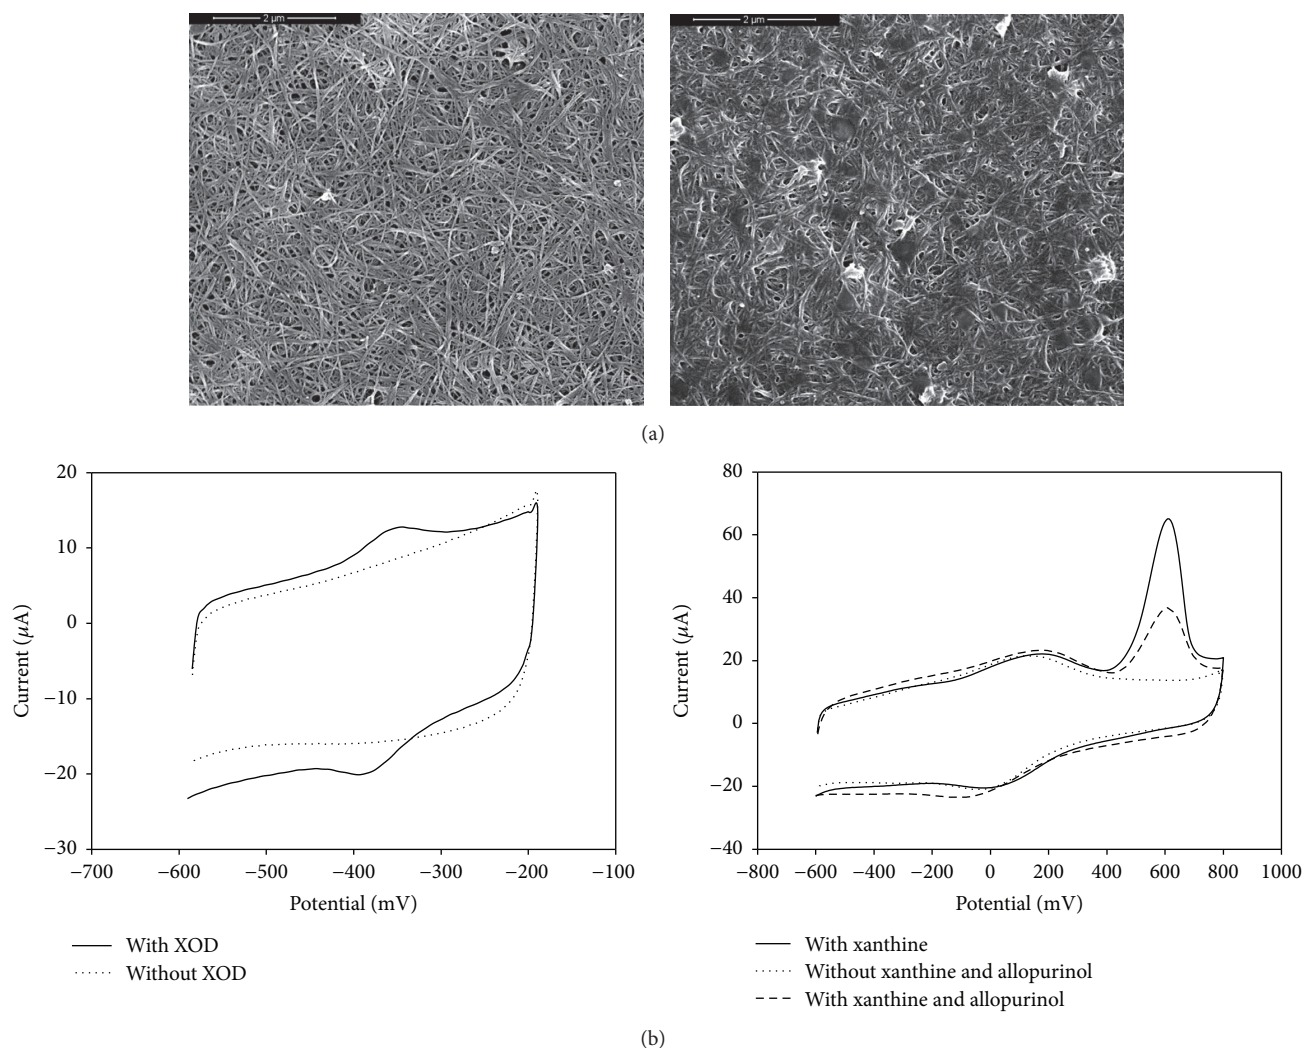 2 μm
2 μm
(a)
20
10
0
−10
−20
−30
−700
−600
−500
−400
−300
−200
−100
Current (μA)
Potential (mV)
With XOD
Without XOD
80
60
40
20
0
−20
−40
−800
−600
−400
−200
0
200
400
600
800
1000
Current (μA)
Potential (mV)
With xanthine
Without xanthine and allopurinol
With xanthine and allopurinol
(b)